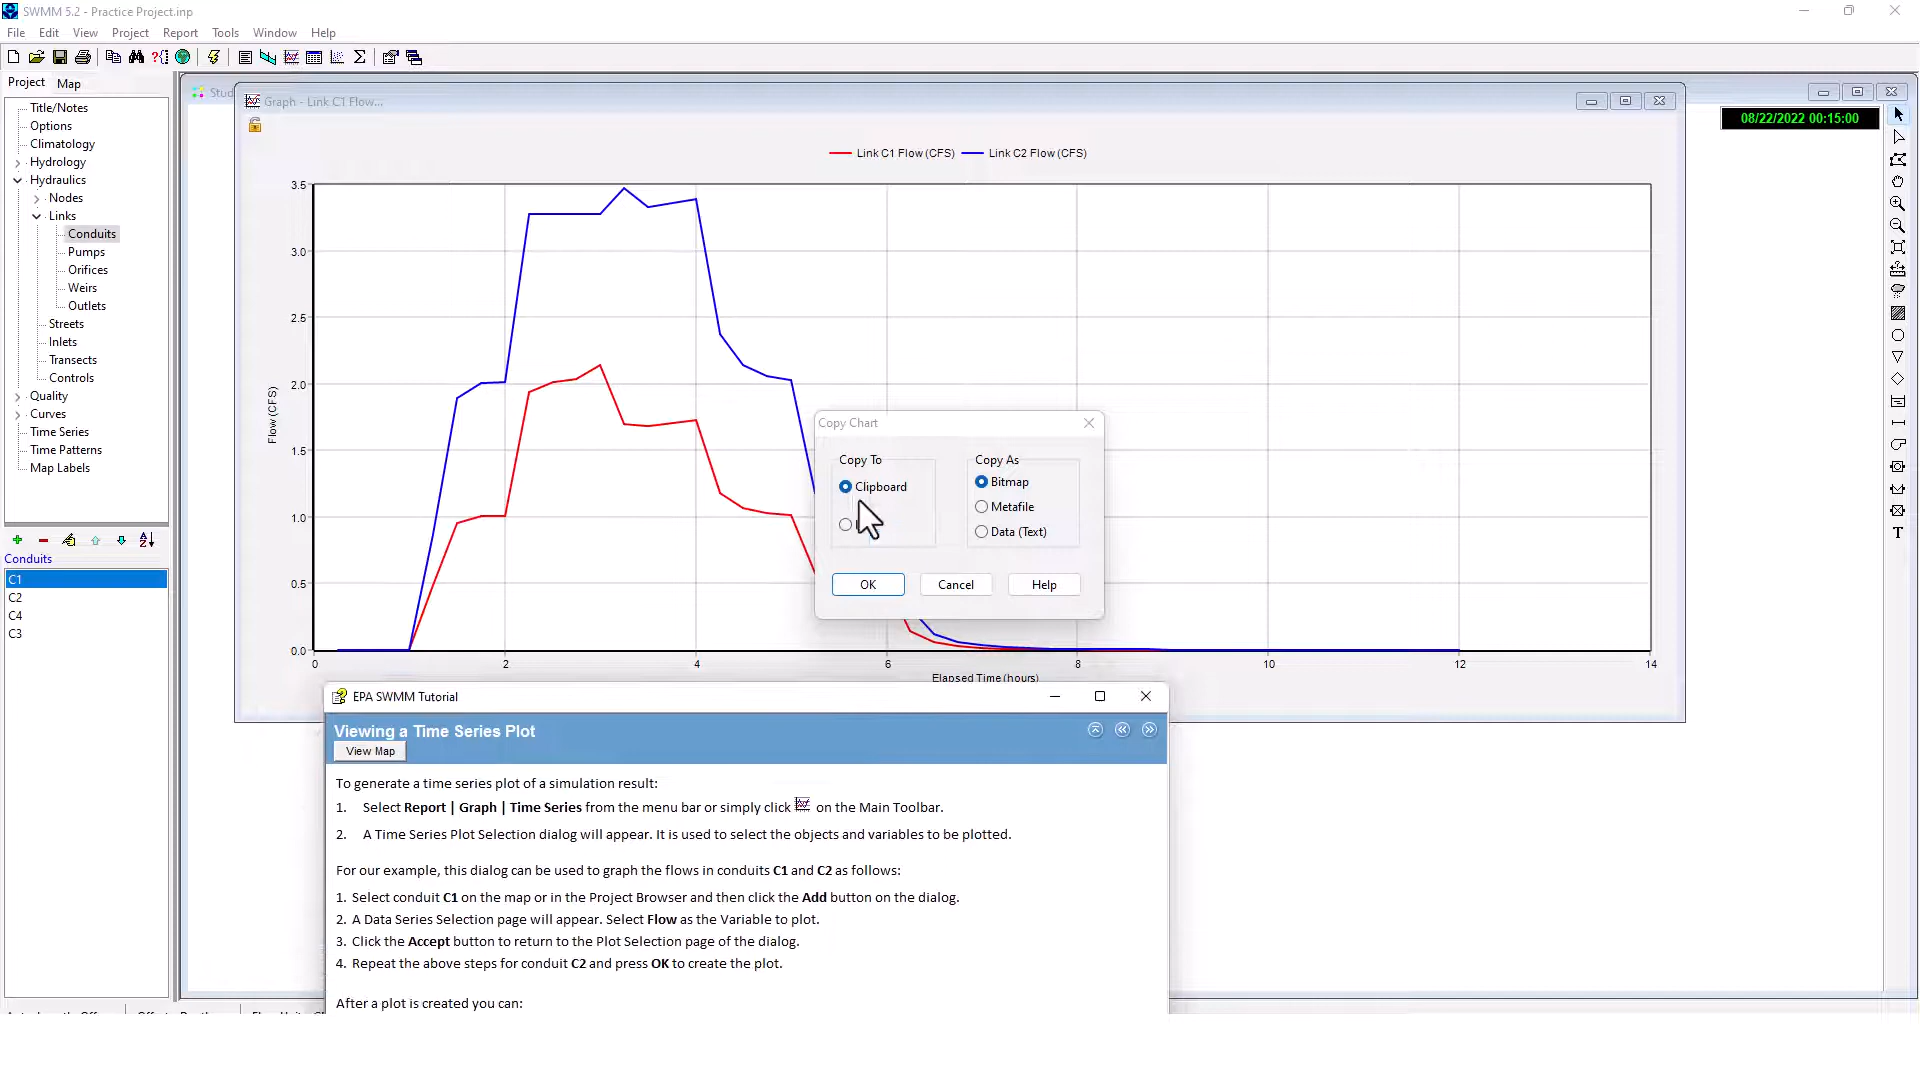 SWMM 5.2 - Practice Project.inp
File Edit View Project Report Tools Window Help
Project Map
Title/Notes
Options
Climatology
Hydrology
Hydraulics
Nodes
Links
Conduits
Pumps
Orifices
Weirs
Outlets
Streets
Inlets
Transects
Controls
Quality
Curves
Time Series
Time Patterns
Map Labels
Conduits
C1
C2
C4
C3
Graph - Link C1 Flow...
08/22/2022 00:15:00
Link C1 Flow (CFS) Link C2 Flow (CFS)
3.5
3.0
2.5
2.0
1.5
1.0
0.5
0.0
Flow (CFS)
0 2 4 6 8 10 12 14
Elapsed Time (hours)
Copy Chart
Copy To Copy As
Clipboard Bitmap
Metafile
Data (Text)
OK Cancel Help
EPA SWMM Tutorial
Viewing a Time Series Plot
View Map
To generate a time series plot of a simulation result:
1. Select Report | Graph | Time Series from the menu bar or simply click on the Main Toolbar.
2. A Time Series Plot Selection dialog will appear. It is used to select the objects and variables to be plotted.
For our example, this dialog can be used to graph the flows in conduits C1 and C2 as follows:
1. Select conduit C1 on the map or in the Project Browser and then click the Add button on the dialog.
2. A Data Series Selection page will appear. Select Flow as the Variable to plot.
3. Click the Accept button to return to the Plot Selection page of the dialog.
4. Repeat the above steps for conduit C2 and press OK to create the plot.
After a plot is created you can: